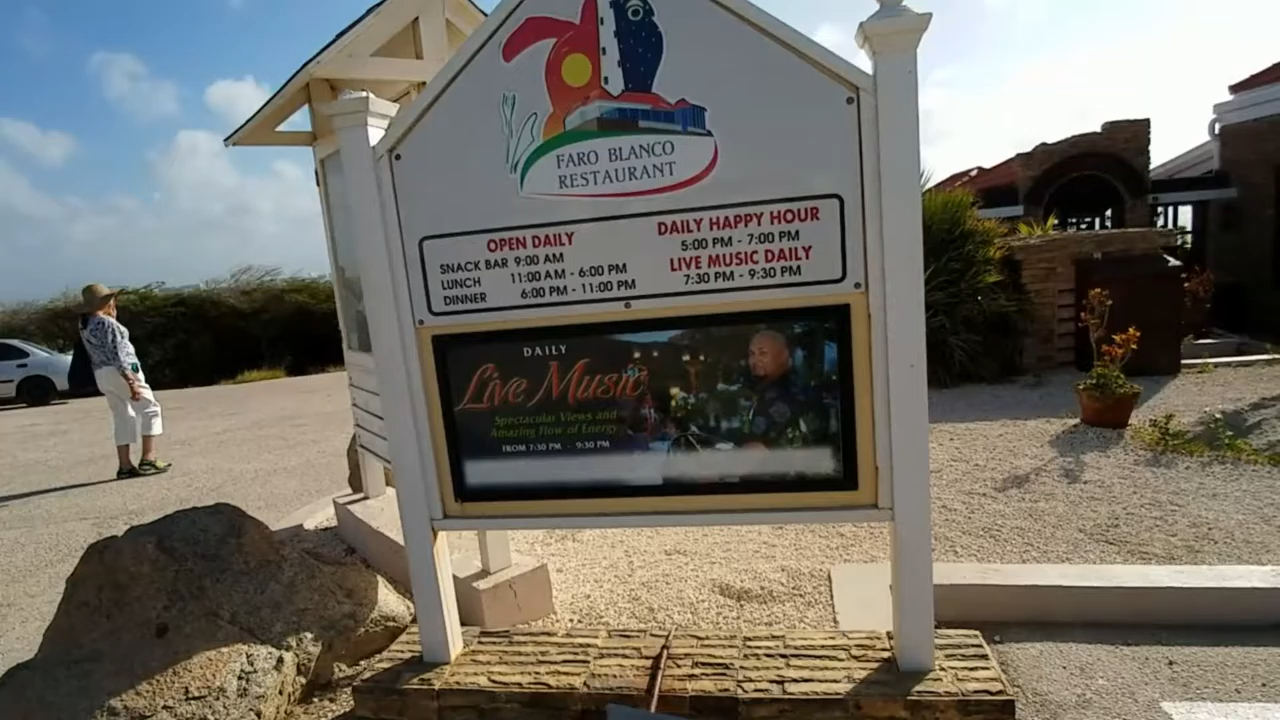 FARO BLANCO
RESTAURANT
OPEN DAILY
SNACK BAR 9:00 AM
LUNCH 11:00 AM - 6:00 PM
DINNER 6:00 PM - 11:00 PM
DAILY HAPPY HOUR
5:00 PM - 7:00 PM
LIVE MUSIC DAILY
7:30 PM - 9:30 PM
DAILY
Live Music
Spectacular Views and
Amazing Flow of Energy
FROM 7:30 PM - 9:30 PM